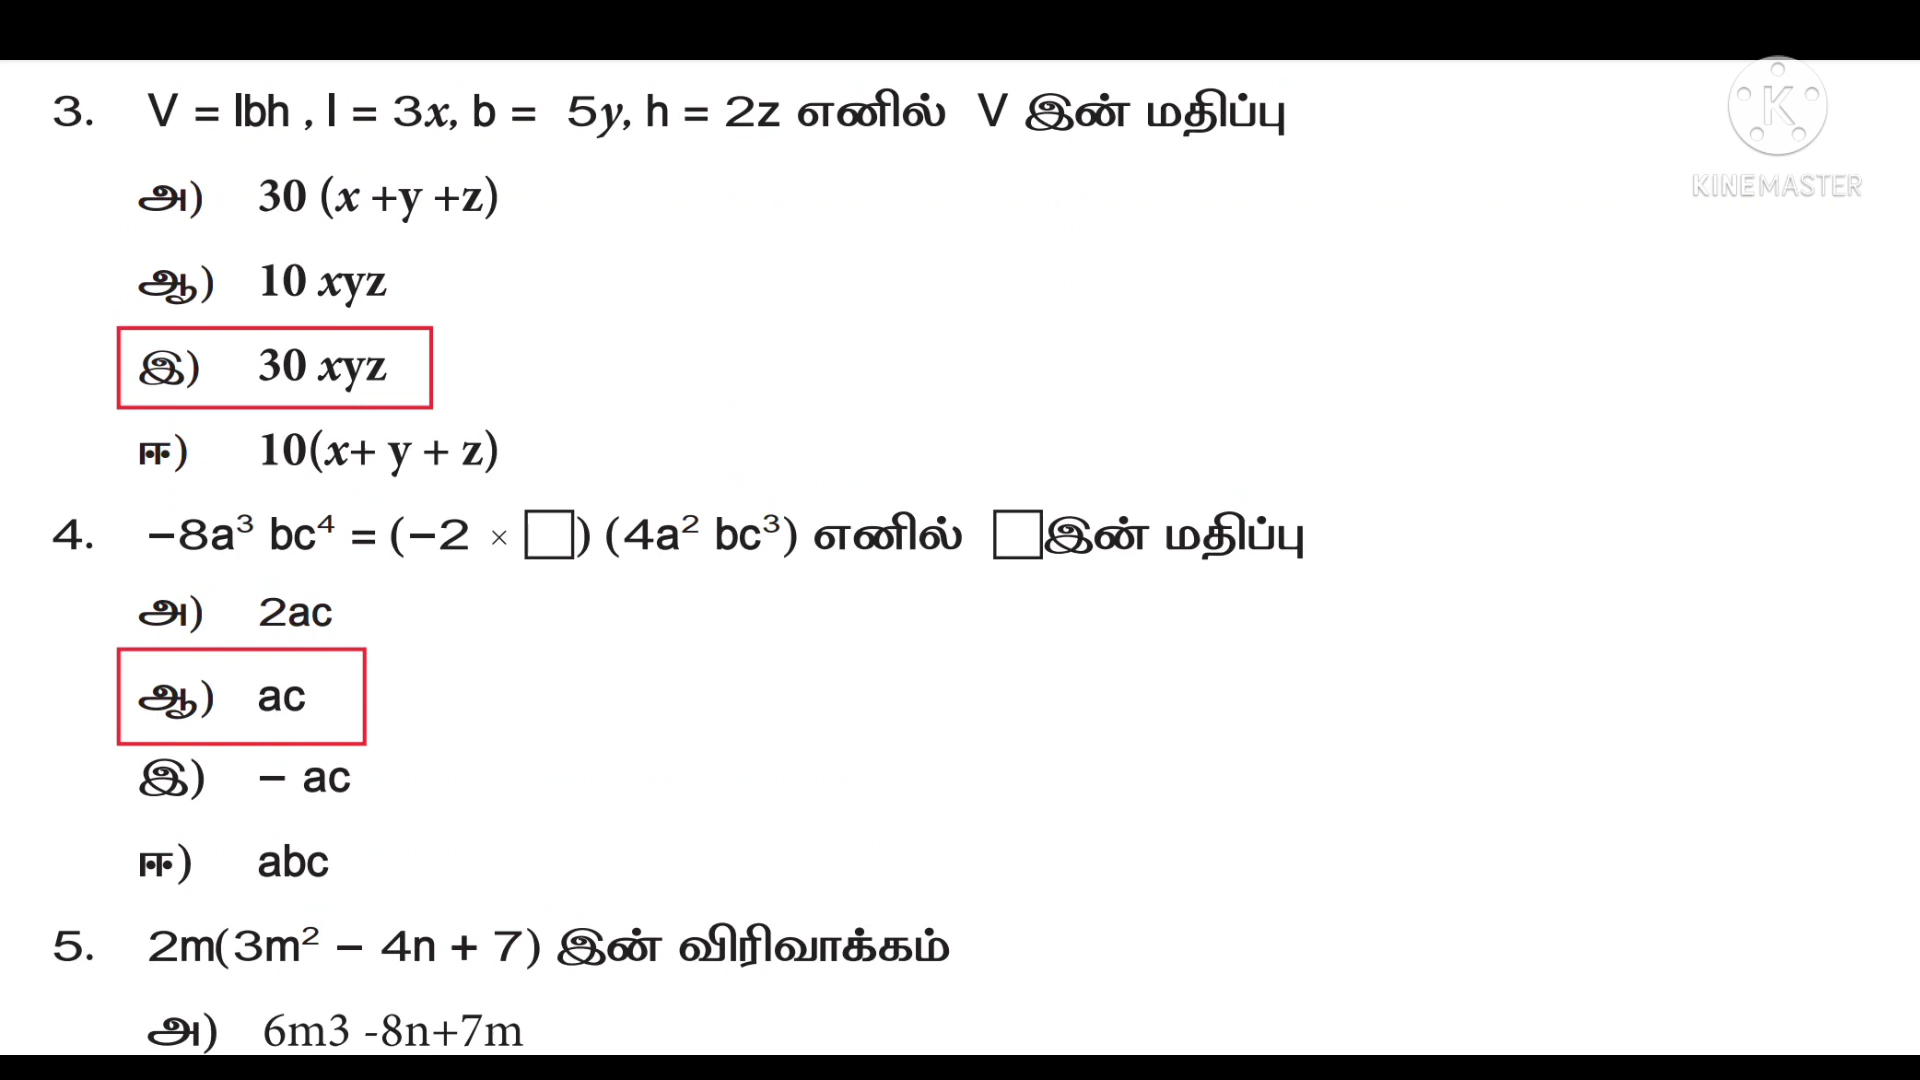 3. V = lbh , l = 3x, b = 5y, h = 2z எனில் V இன் மதிப்பு
K
KINEMASTER
அ) 30 (x +y +z)
ஆ) 10 xyz
இ) 30 xyz
ஈ) 10(x+ y + z)
4. –8a³ bc⁴ = (–2 × □) (4a² bc³) எனில் □இன் மதிப்பு
அ) 2ac
ஆ) ac
இ) – ac
ஈ) abc
5. 2m(3m² – 4n + 7) இன் விரிவாக்கம்
அ) 6m3 -8n+7m